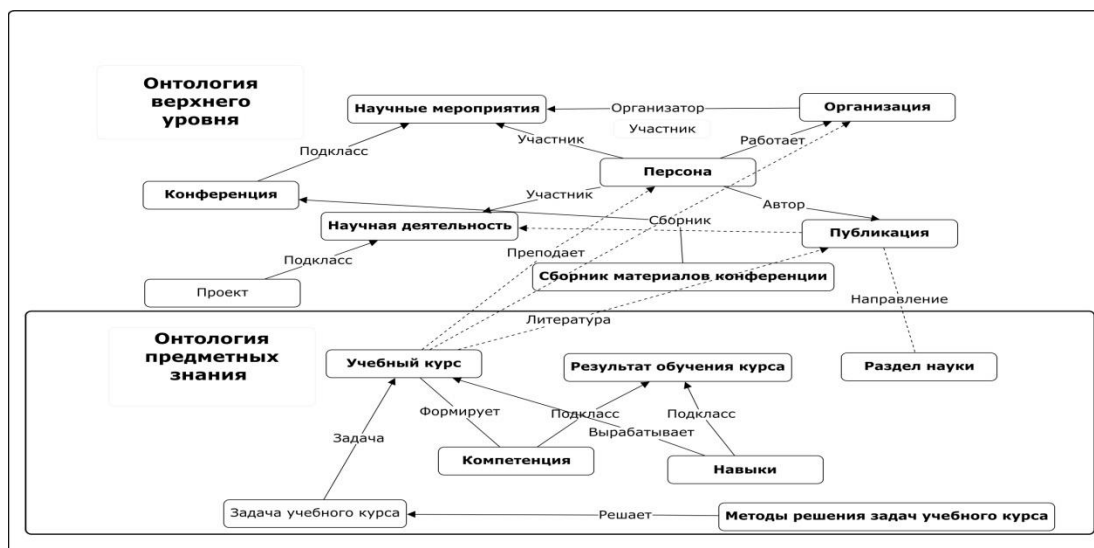 Онтология
верхнего
уровня
Научные мероприятия
Организатор
Организация
Участник
Участник
Работает
Подкласс
Персона
Конференция
Участник
Автор
Научная деятельность
Сборник
Публикация
Преподает
Подкласс
Сборник материалов конференции
Проект
Направление
Онтология
предметных
знания
Литература
Учебный курс
Результат обучения курса
Раздел науки
Формирует
Подкласс
Подкласс
Вырабатывает
Задача
Компетенция
Навыки
Задача учебного курса
Решает
Методы решения задач учебного курса